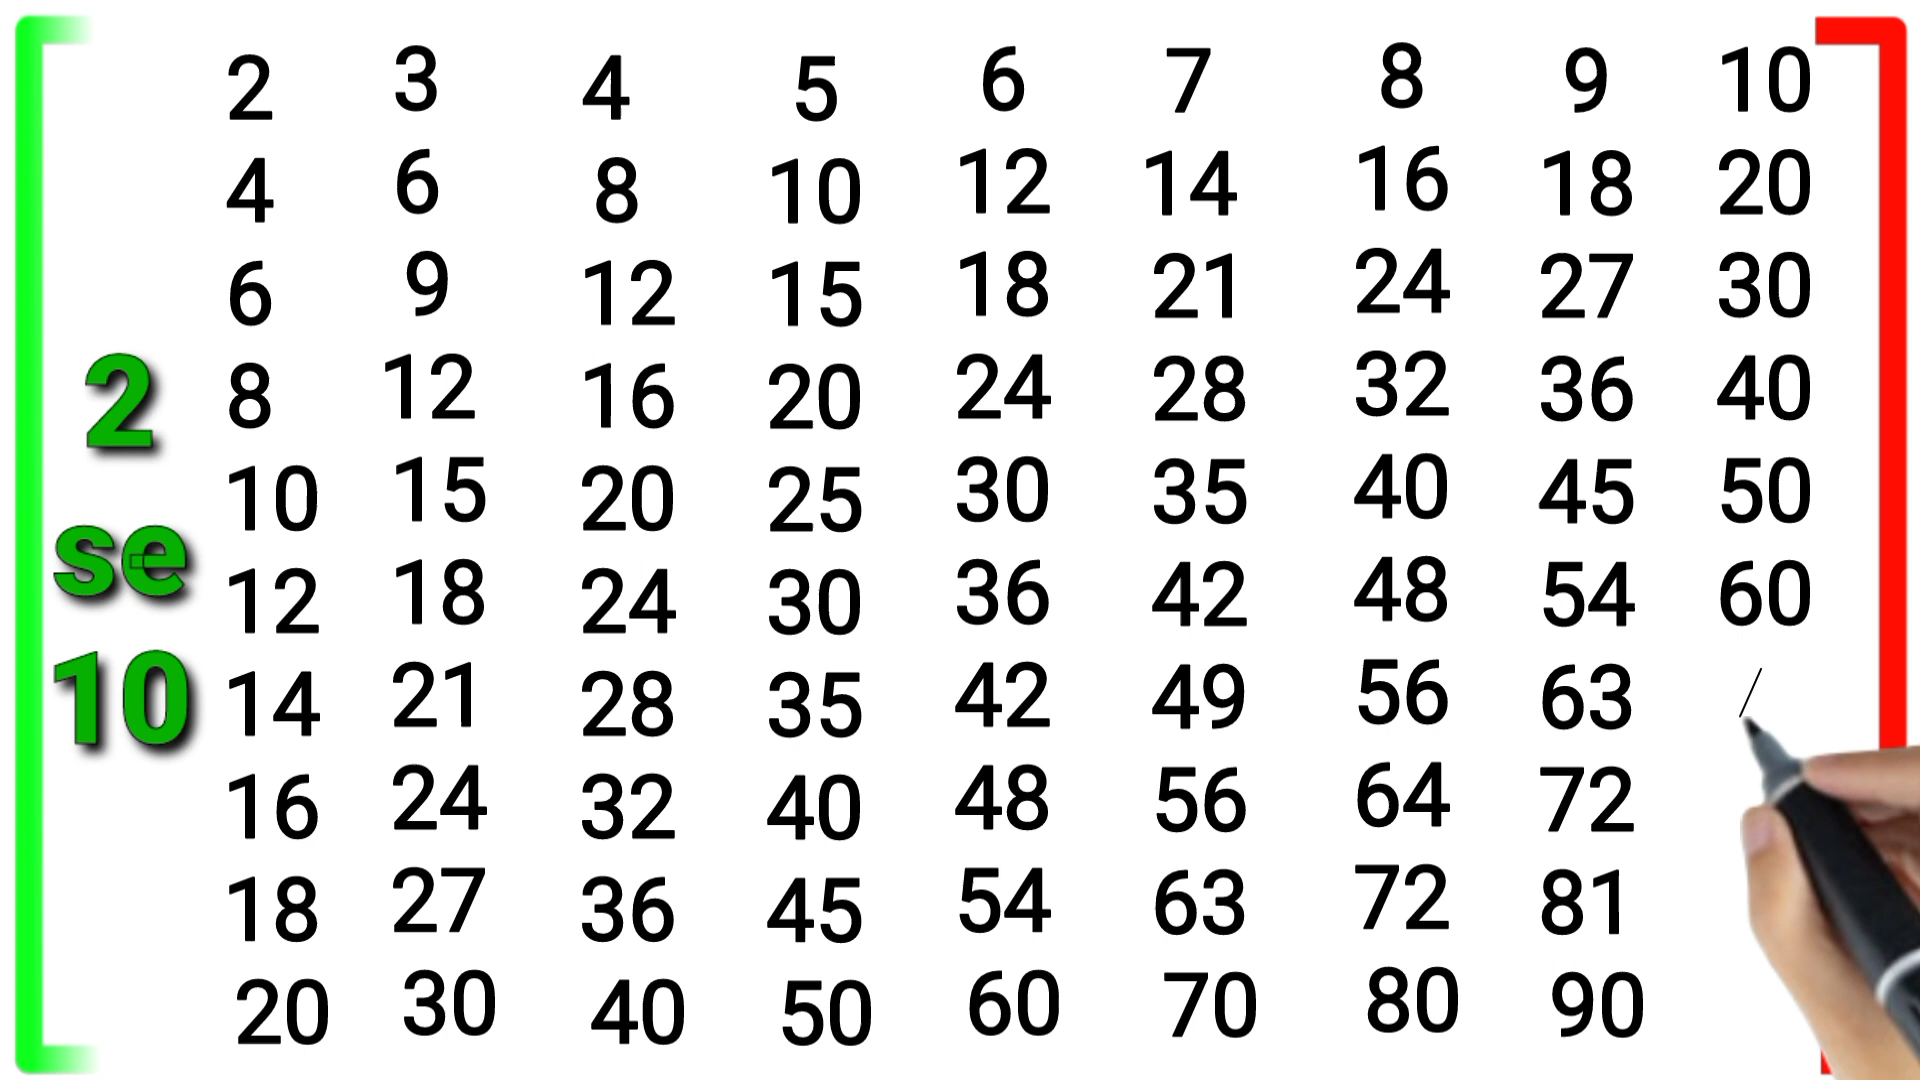 2 3 4 5 6 7 8 9 10
4 6 8 10 12 14 16 18 20
6 9 12 15 18 21 24 27 30
8 12 16 20 24 28 32 36 40
10 15 20 25 30 35 40 45 50
12 18 24 30 36 42 48 54 60
14 21 28 35 42 49 56 63
16 24 32 40 48 56 64 72
18 27 36 45 54 63 72 81
20 30 40 50 60 70 80 90
2
se
10